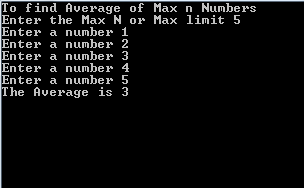 To find Average of Max n Numbers
Enter the Max N or Max limit 5
Enter a number 1
Enter a number 2
Enter a number 3
Enter a number 4
Enter a number 5
The Average is 3